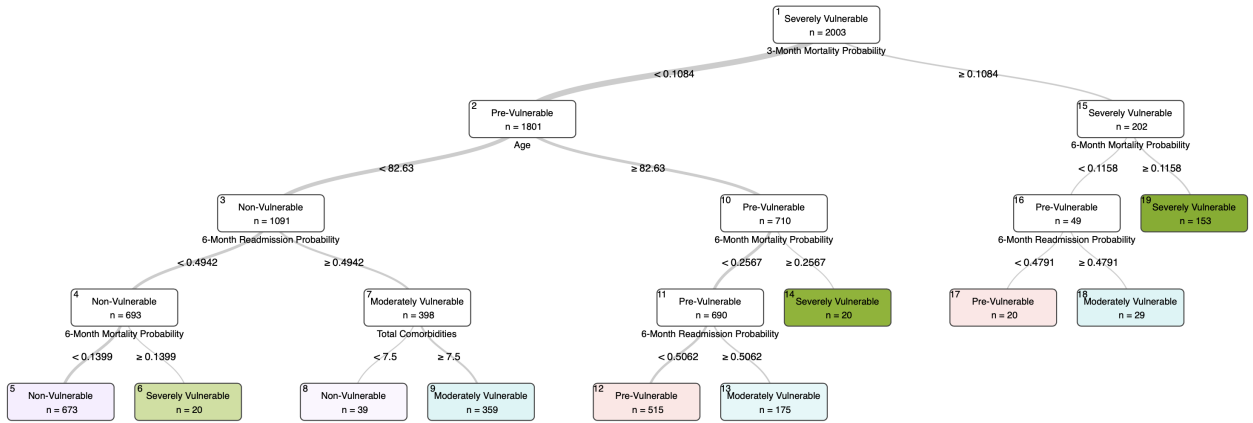 1
Severely Vulnerable
n = 2003
3-Month Mortality Probability
< 0.1084
≥ 0.1084
2
Pre-Vulnerable
n = 1801
Age
15
Severely Vulnerable
n = 202
6-Month Mortality Probability
< 82.63
≥ 82.63
< 0.1158
≥ 0.1158
3
Non-Vulnerable
n = 1091
6-Month Readmission Probability
10
Pre-Vulnerable
n = 710
6-Month Mortality Probability
16
Pre-Vulnerable
n = 49
6-Month Readmission Probability
19
Severely Vulnerable
n = 153
< 0.4942
≥ 0.4942
< 0.2567
≥ 0.2567
< 0.4791
≥ 0.4791
4
Non-Vulnerable
n = 693
6-Month Mortality Probability
7
Moderately Vulnerable
n = 398
Total Comorbidities
11
Pre-Vulnerable
n = 690
6-Month Readmission Probability
14
Severely Vulnerable
n = 20
17
Pre-Vulnerable
n = 20
18
Moderately Vulnerable
n = 29
< 0.1399
≥ 0.1399
< 7.5
≥ 7.5
< 0.5062
≥ 0.5062
5
Non-Vulnerable
n = 673
6
Severely Vulnerable
n = 20
8
Non-Vulnerable
n = 39
9
Moderately Vulnerable
n = 359
12
Pre-Vulnerable
n = 515
13
Moderately Vulnerable
n = 175